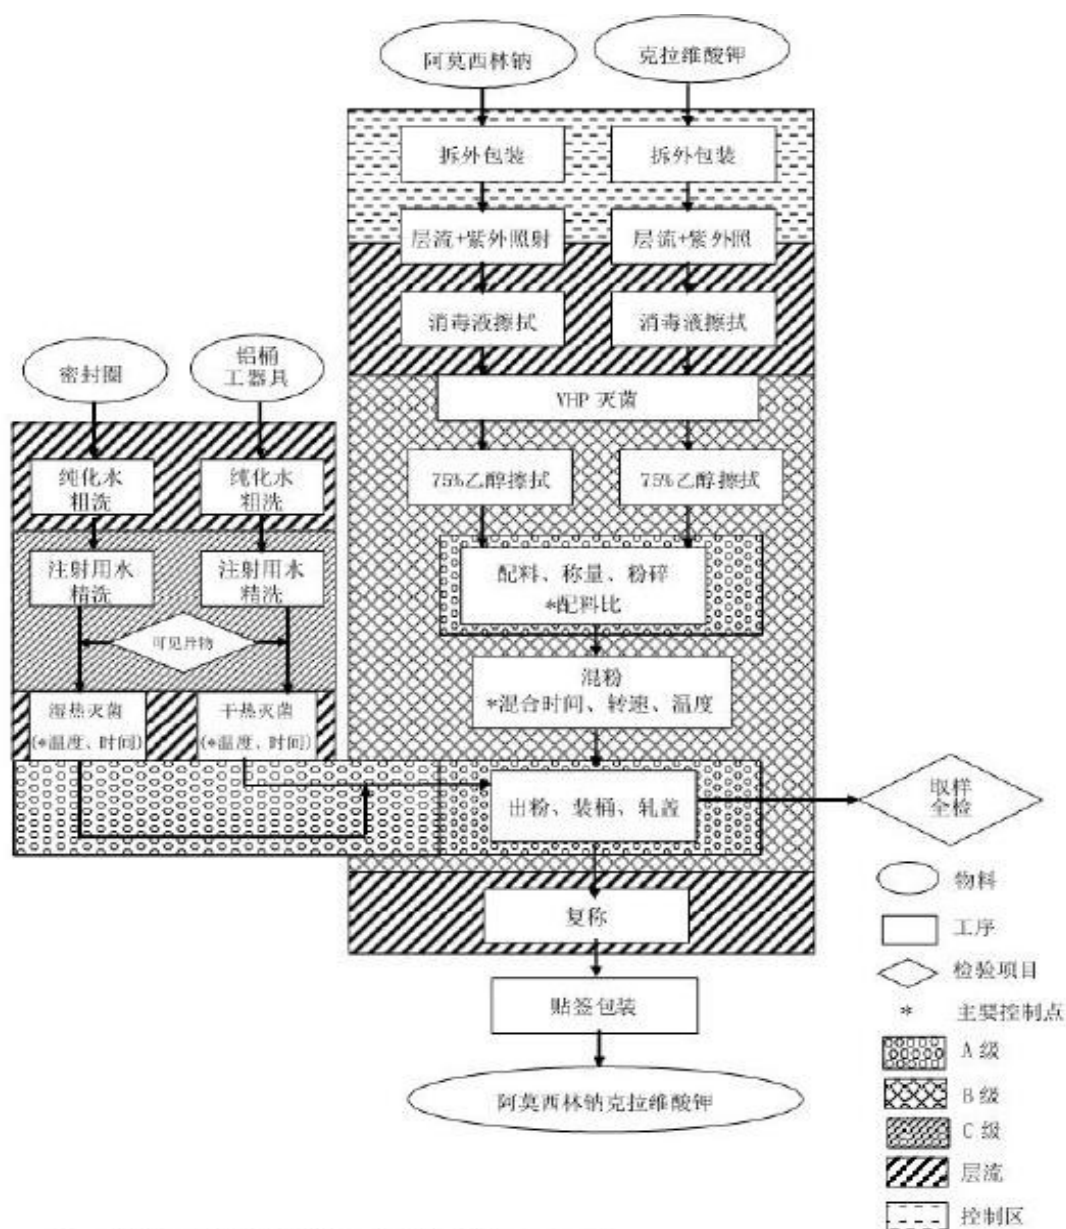 阿莫西林钠
克拉维酸钾
拆外包装
拆外包装
层流+紫外照射
层流+紫外照
消毒液擦拭
消毒液擦拭
密封圈
铝桶
工器具
VHP 灭菌
纯化水
粗洗
纯化水
粗洗
75%乙醇擦拭
75%乙醇擦拭
注射用水
精洗
注射用水
精洗
配料、称量、粉碎
*配料比
可见异物
混粉
*混合时间、转速、温度
湿热灭菌
(*温度、时间)
干热灭菌
(*温度、时间)
出粉、装桶、轧盖
取样
全检
复称
贴签包装
阿莫西林钠克拉维酸钾
物料
工序
检验项目
* 主要控制点
A 级
B 级
C 级
层流
控制区